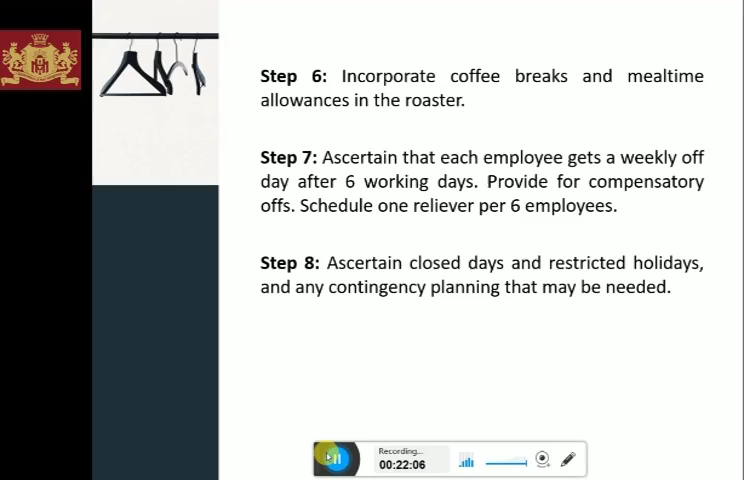 Step 6: Incorporate coffee breaks and mealtime
allowances in the roaster.
Step 7: Ascertain that each employee gets a weekly off
day after 6 working days. Provide for compensatory
offs. Schedule one reliever per 6 employees.
Step 8: Ascertain closed days and restricted holidays,
and any contingency planning that may be needed.
Recording...
00:22:06